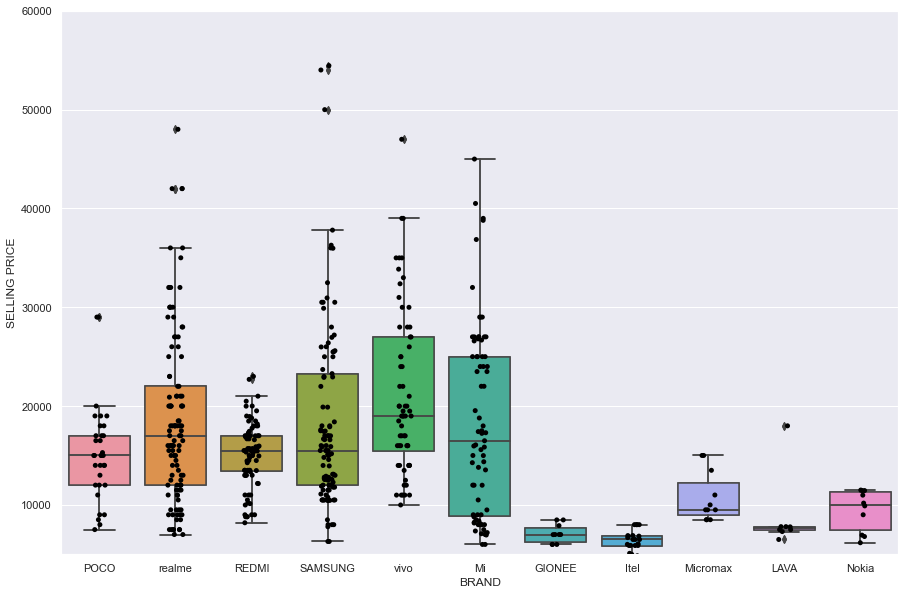 60000
50000
40000
30000
20000
10000
SELLING PRICE
POCO realme REDMI SAMSUNG vivo Mi GIONEE Itel Micromax LAVA Nokia
BRAND